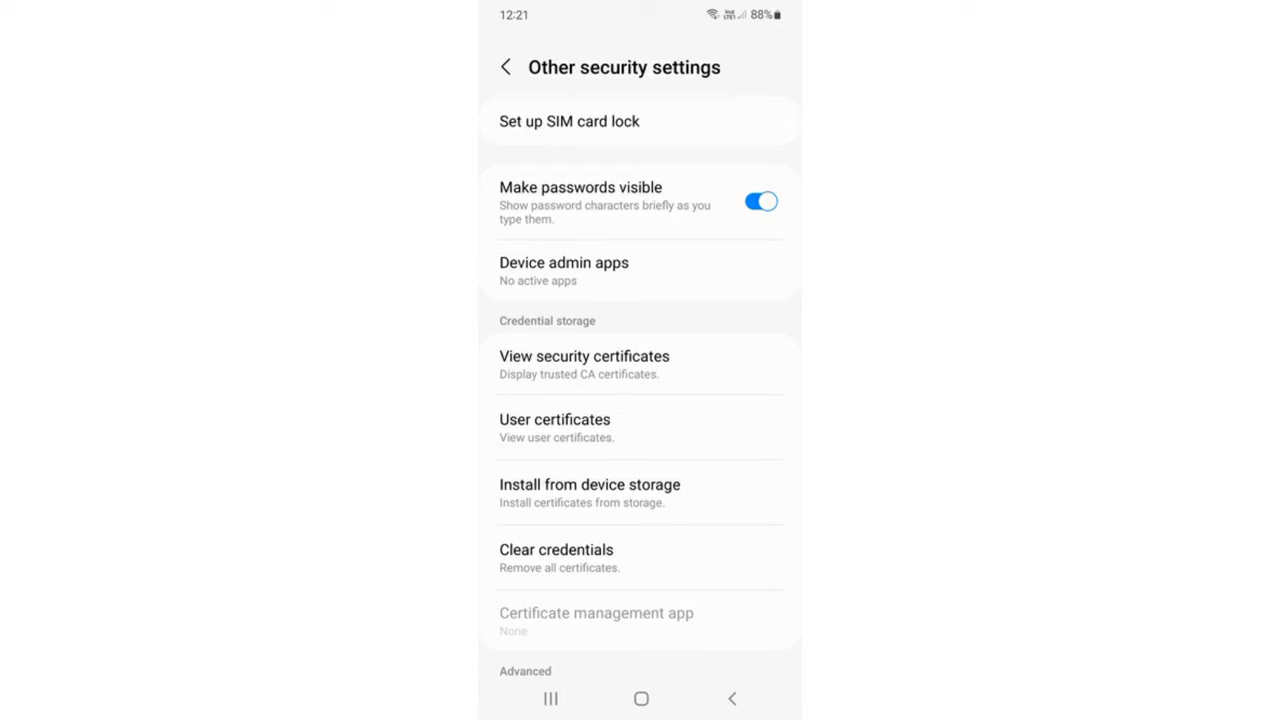 12:21
88%
Other security settings
Set up SIM card lock
Make passwords visible
Show password characters briefly as you
type them.
Device admin apps
No active apps
Credential storage
View security certificates
Display trusted CA certificates.
User certificates
View user certificates.
Install from device storage
Install certificates from storage.
Clear credentials
Remove all certificates.
Certificate management app
None
Advanced